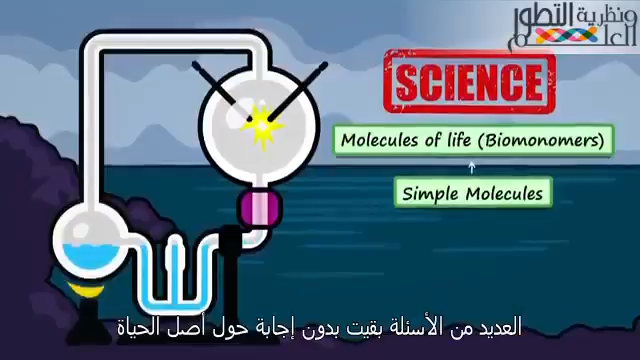 ونظرية التطور
العلم
SCIENCE
Molecules of life (Biomonomers)
Simple Molecules
العديد من الأسئلة بقيت بدون إجابة حول أصل الحياة